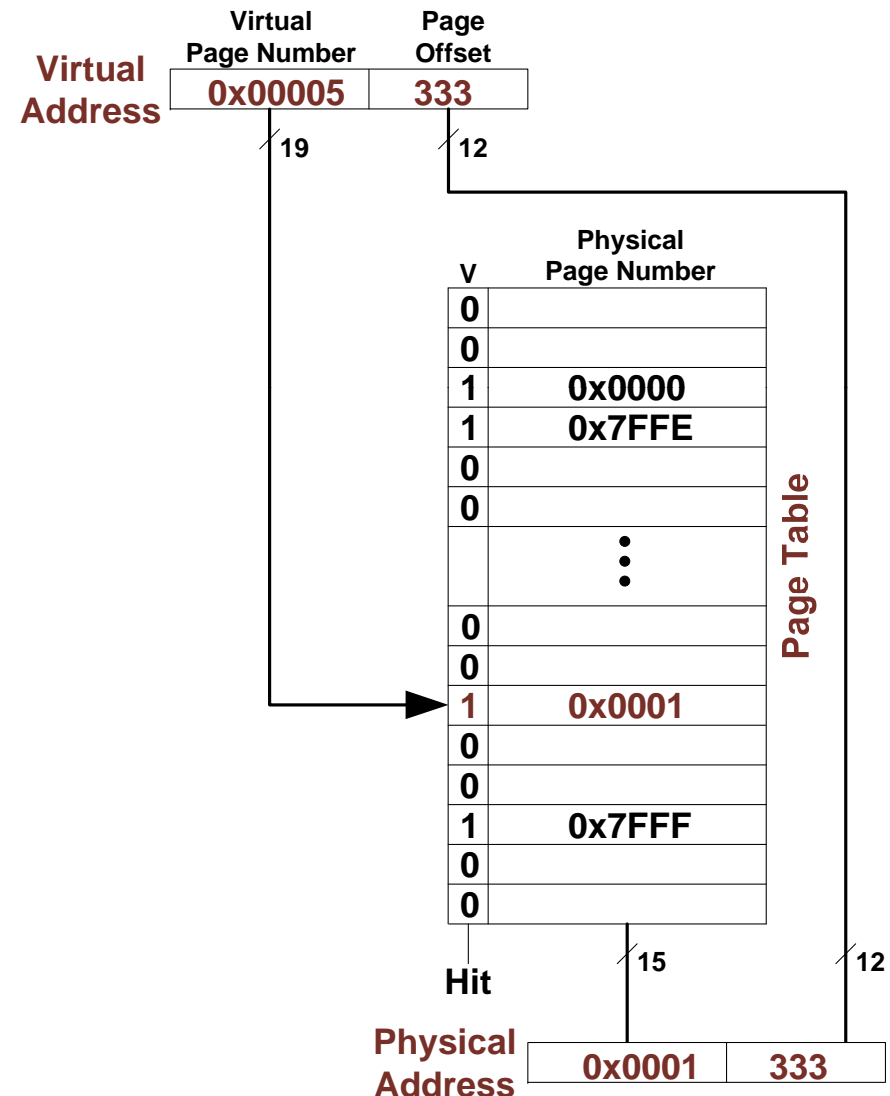 Virtual
Page Number
Page
Offset
Virtual
Address
0x00005
333
19
12
Physical
Page Number
V
0
0
1
0x0000
1
0x7FFE
0
0
0
0
1
0x0001
0
0
1
0x7FFF
0
0
Page Table
Hit
15
12
Physical
Address
0x0001
333